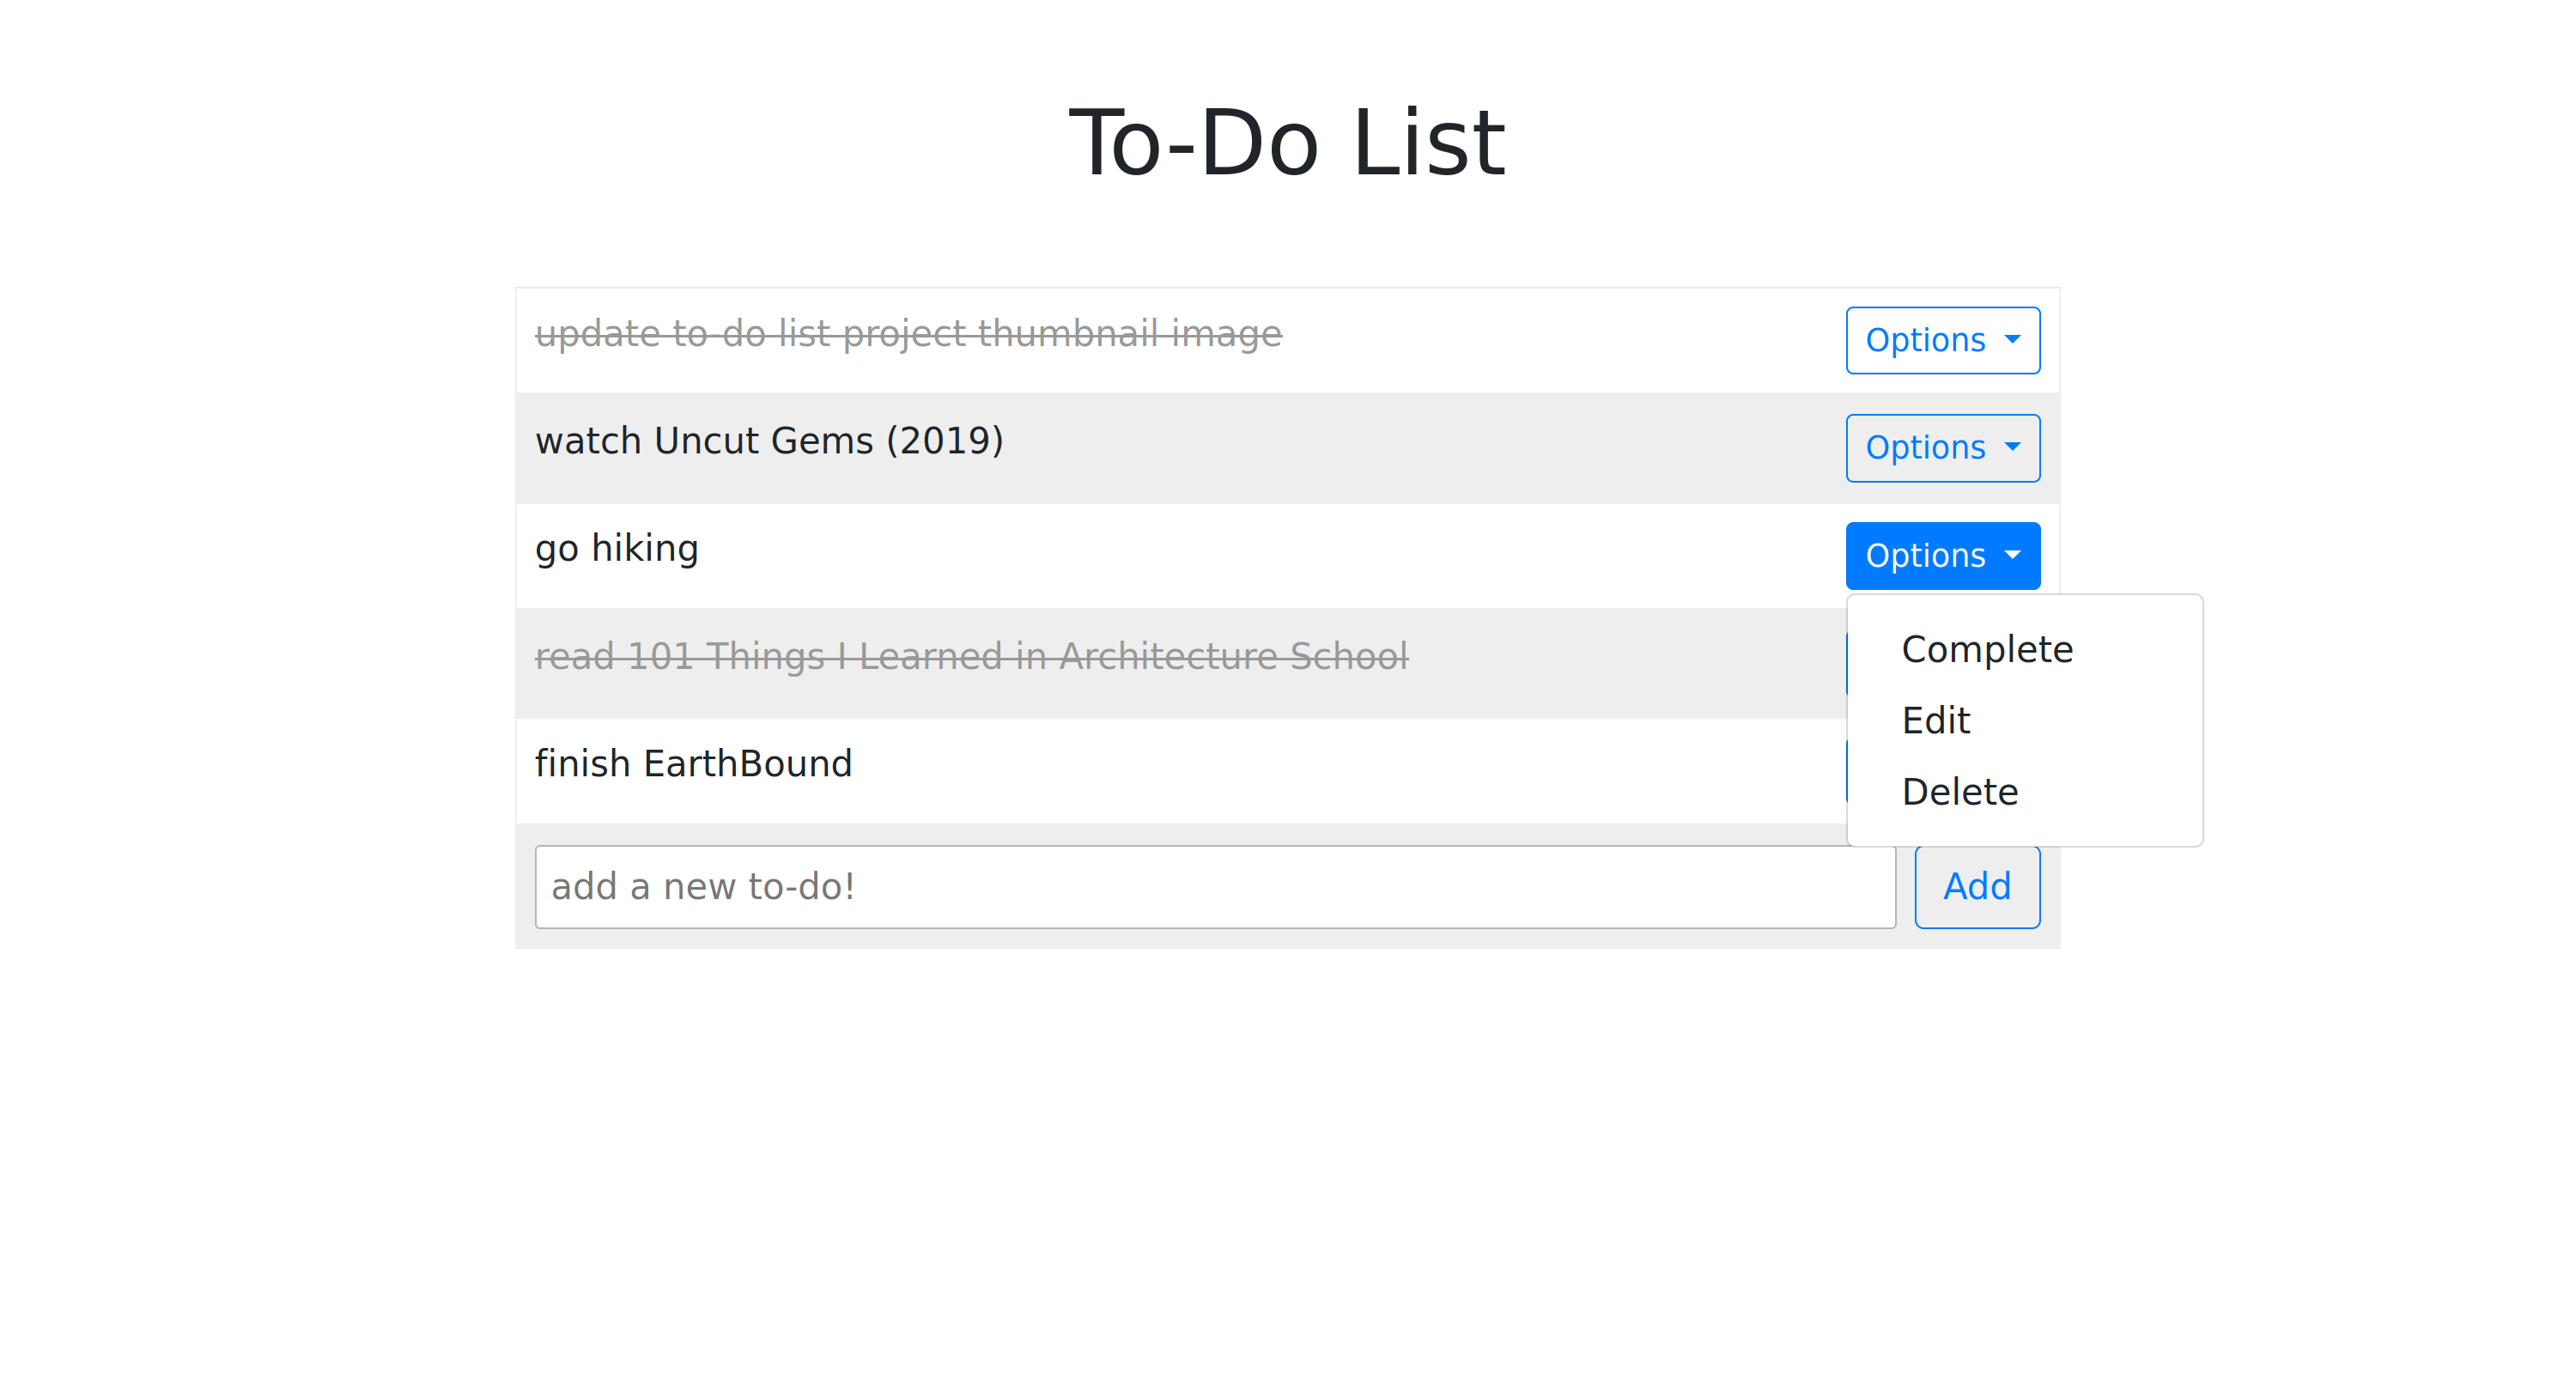 To-Do List
update to-do list project thumbnail image
Options
watch Uncut Gems (2019)
Options
go hiking
Options
read 101 Things I Learned in Architecture School
Complete
Edit
finish EarthBound
Delete
add a new to-do!
Add